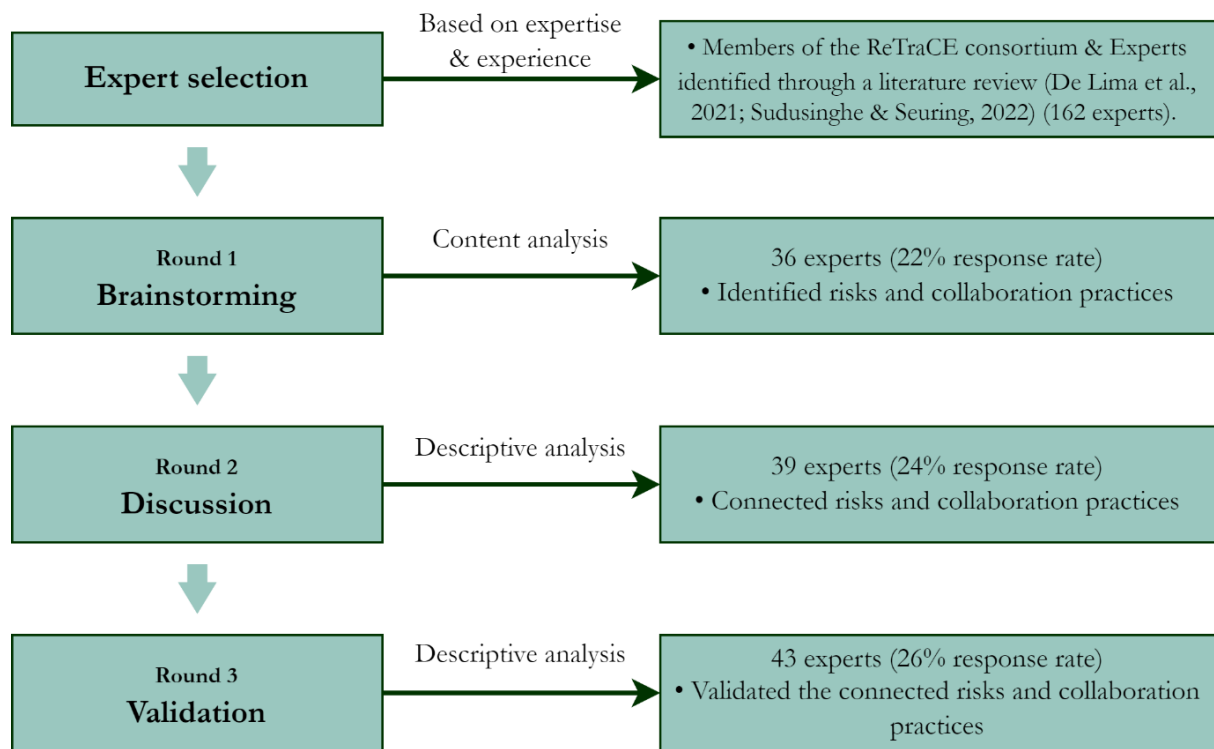 Based on expertise
& experience
Expert selection
• Members of the ReTraCE consortium & Experts
identified through a literature review (De Lima et al.,
2021; Sudusinghe & Seuring, 2022) (162 experts).
Round 1
Brainstorming
Content analysis
36 experts (22% response rate)
• Identified risks and collaboration practices
Round 2
Discussion
Descriptive analysis
39 experts (24% response rate)
• Connected risks and collaboration practices
Round 3
Validation
Descriptive analysis
43 experts (26% response rate)
• Validated the connected risks and collaboration
practices